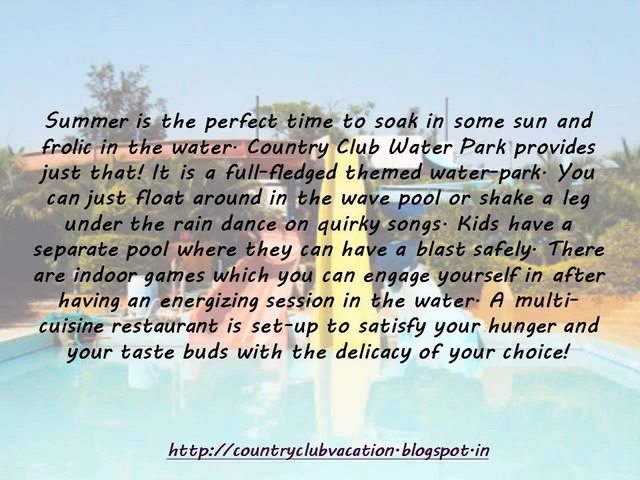 Summer is the perfect time to soak in some sun and
frolic in the water. Country Club Water Park provides
just that! It is a full-fledged themed water-park. You
can just float around in the wave pool or shake a leg
under the rain dance on quirky songs. Kids have a
separate pool where they can have a blast safely. There
are indoor games which you can engage yourself in after
having an energizing session in the water. A multi-
cuisine restaurant is set-up to satisfy your hunger and
your taste buds with the delicacy of your choice!
http://countryclubvacation.blogspot.in